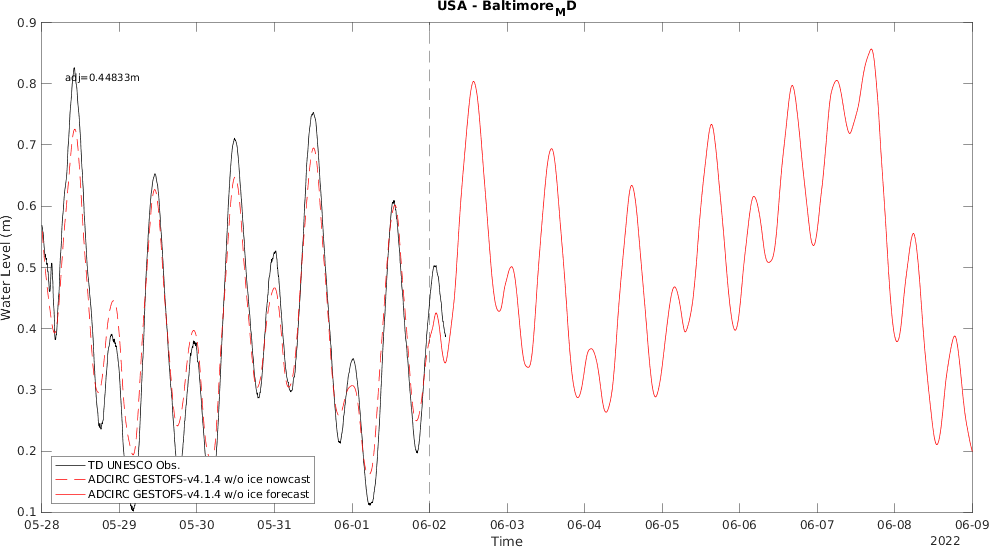 USA - Baltimore_MD
0.9
adj=0.44833m
0.8
0.7
0.6
0.5
0.4
0.3
0.2
0.1
Water Level (m)
TD UNESCO Obs.
ADCIRC GESTOFS-v4.1.4 w/o ice nowcast
ADCIRC GESTOFS-v4.1.4 w/o ice forecast
05-28 05-29 05-30 05-31 06-01 06-02 06-03 06-04 06-05 06-06 06-07 06-08 06-09
Time
2022